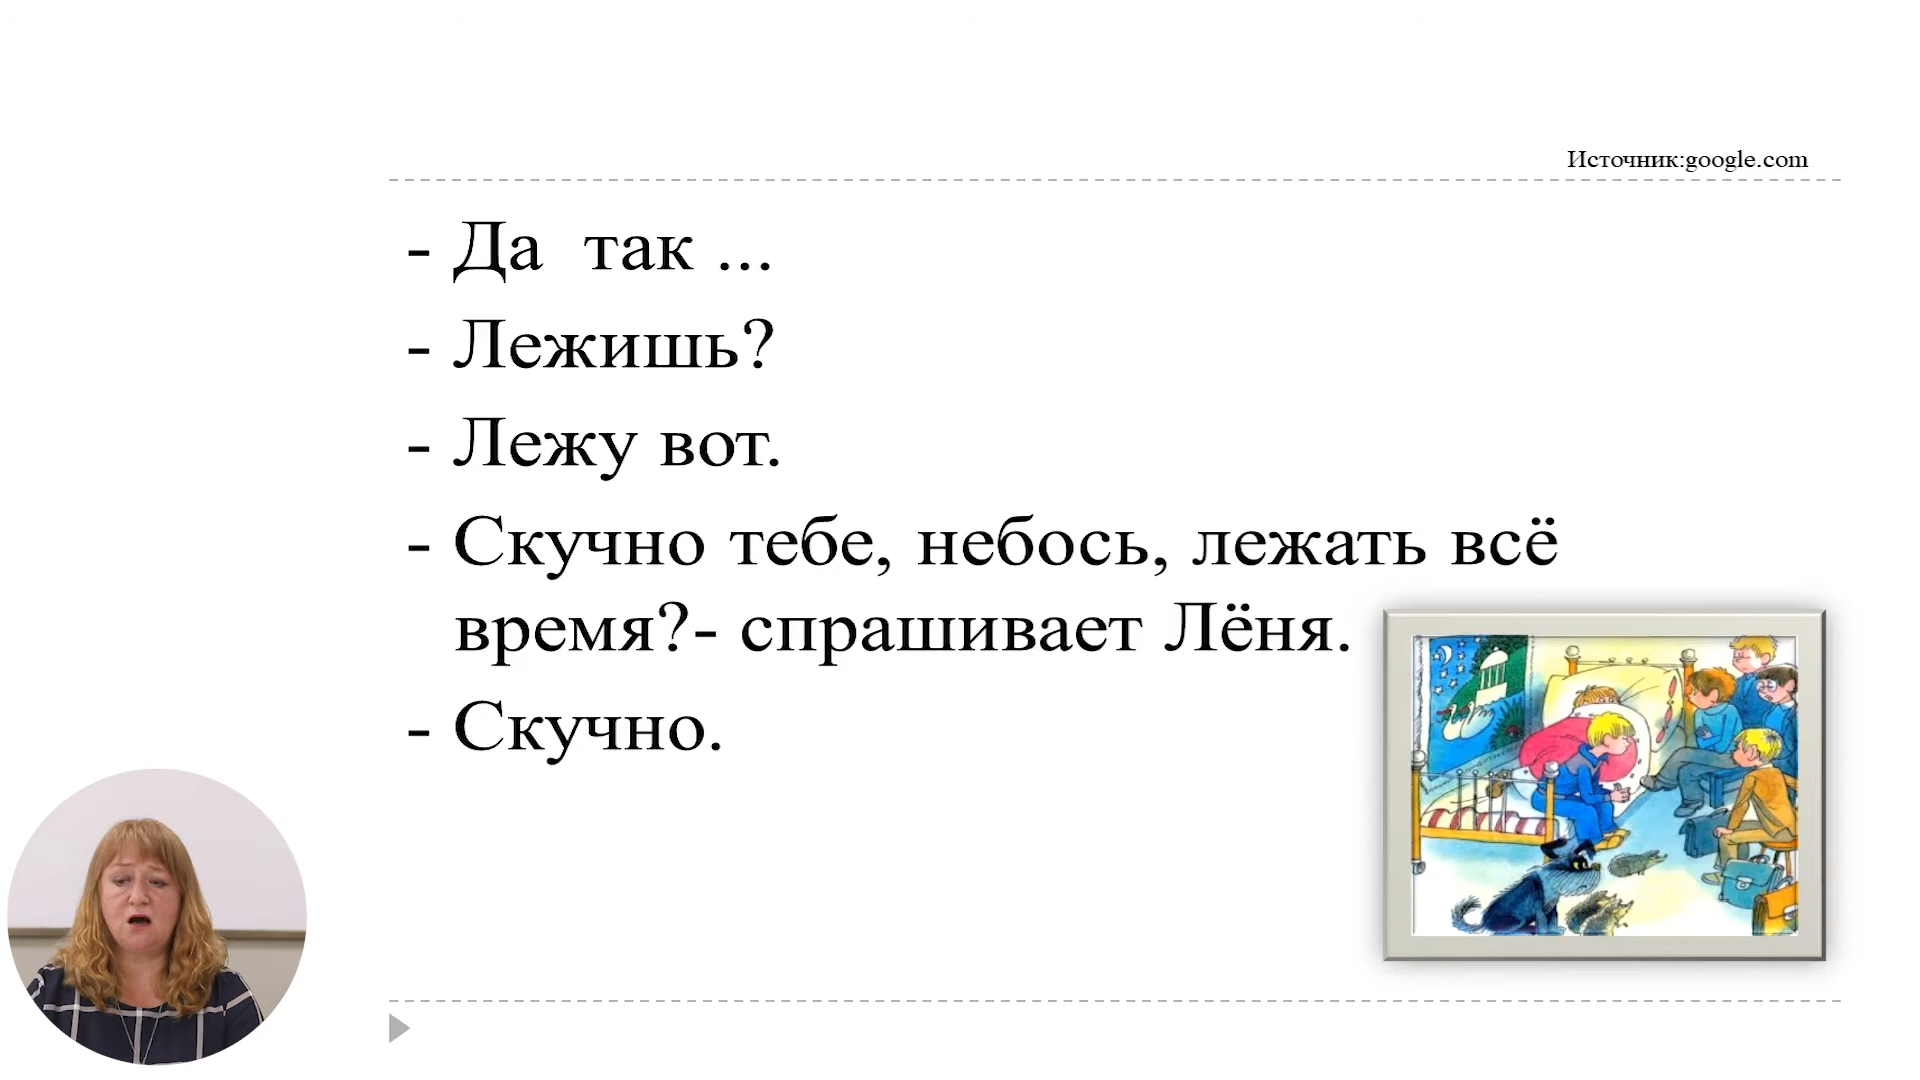 Источник:google.com
- Да так ...
- Лежишь?
- Лежу вот.
- Скучно тебе, небось, лежать всё
время?- спрашивает Лёня.
- Скучно.